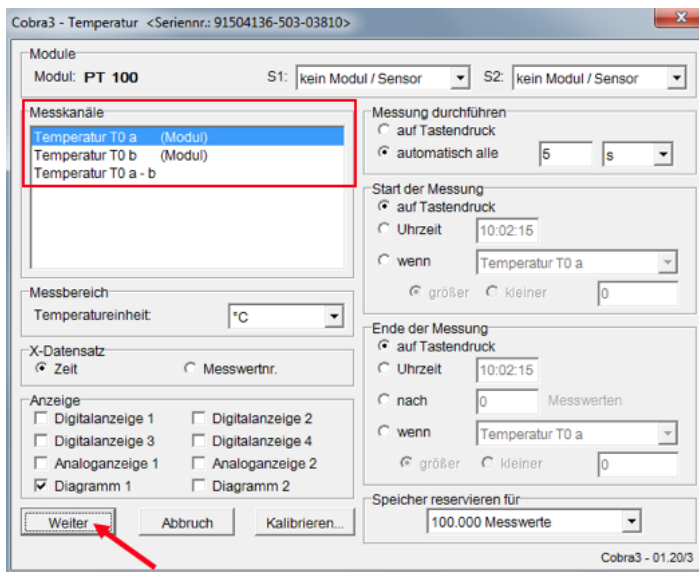 Cobra3 - Temperatur <Seriennr.: 91504136-503-03810>
Module
Modul: PT 100 S1: kein Modul / Sensor S2: kein Modul / Sensor
Messkanäle
Temperatur T0 a (Modul)
Temperatur T0 b (Modul)
Temperatur T0 a - b
Messbereich
Temperatureinheit: °C
X-Datensatz
Zeit Messwertnr.
Anzeige
Digitalanzeige 1 Digitalanzeige 2
Digitalanzeige 3 Digitalanzeige 4
Analoganzeige 1 Analoganzeige 2
Diagramm 1 Diagramm 2
Weiter Abbruch Kalibrieren...
Messung durchführen
auf Tastendruck
automatisch alle 5 s
Start der Messung
auf Tastendruck
Uhrzeit 10:02:15
wenn Temperatur T0 a
größer kleiner 0
Ende der Messung
auf Tastendruck
Uhrzeit 10:02:15
nach 0 Messwerten
wenn Temperatur T0 a
größer kleiner 0
Speicher reservieren für
100.000 Messwerte
Cobra3 - 01.20/3